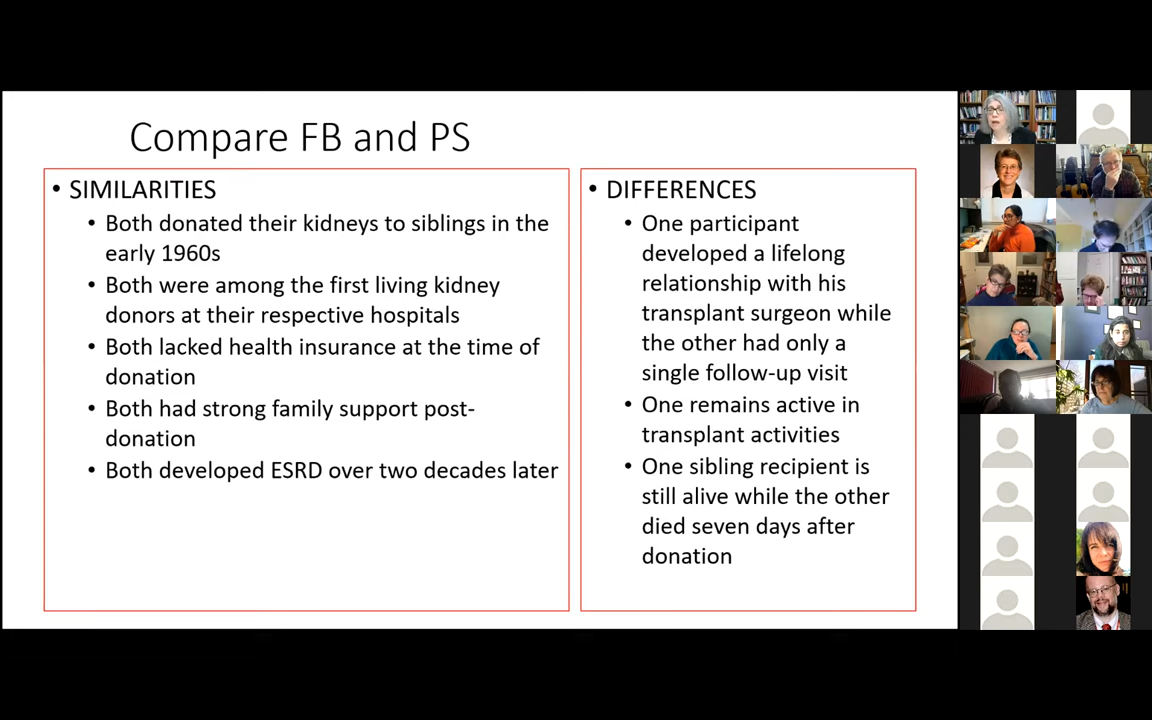 Compare FB and PS
• SIMILARITIES
• Both donated their kidneys to siblings in the
early 1960s
• Both were among the first living kidney
donors at their respective hospitals
• Both lacked health insurance at the time of
donation
• Both had strong family support post-
donation
• Both developed ESRD over two decades later
• DIFFERENCES
• One participant
developed a lifelong
relationship with his
transplant surgeon while
the other had only a
single follow-up visit
• One remains active in
transplant activities
• One sibling recipient is
still alive while the other
died seven days after
donation